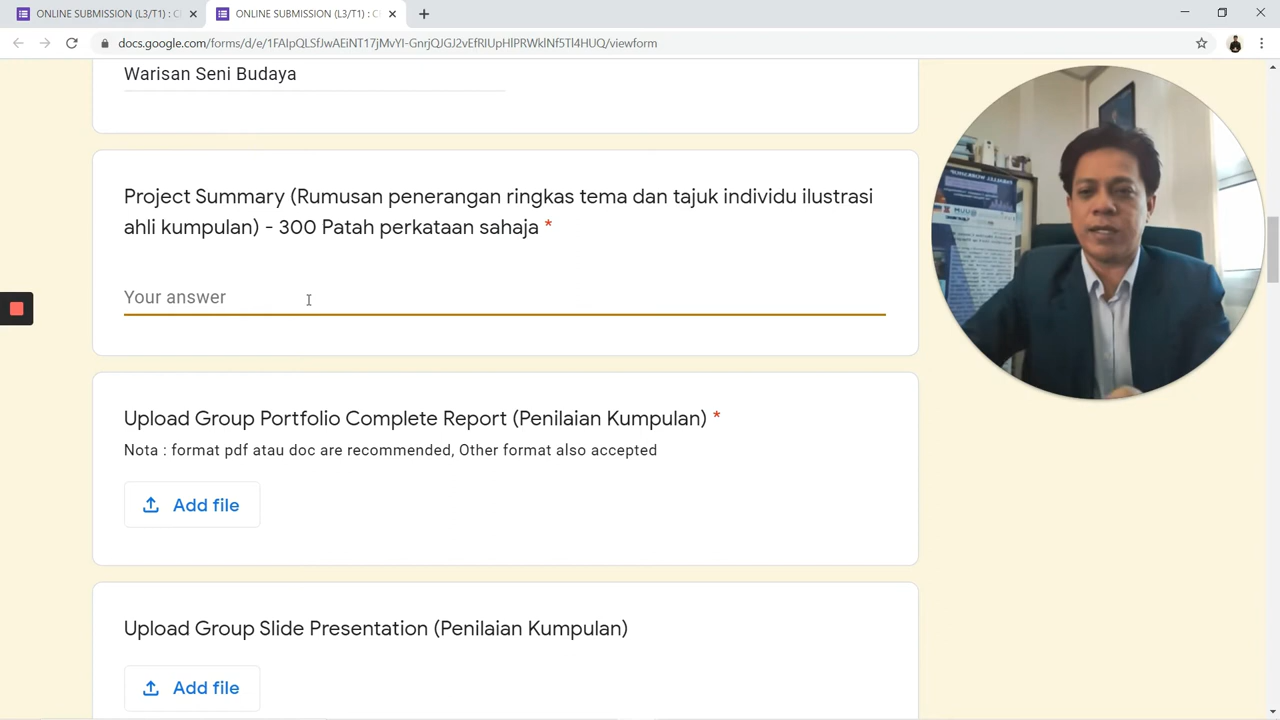 ONLINE SUBMISSION (L3/T1) : C
ONLINE SUBMISSION (L3/T1) : C
docs.google.com/forms/d/e/1FAIpQLSfJwAEiNT17jMvYI-GnrjQJGJ2vEfRIUpHlPRWklNf5Tl4HUQ/viewform
Warisan Seni Budaya
Project Summary (Rumusan penerangan ringkas tema dan tajuk individu ilustrasi
ahli kumpulan) - 300 Patah perkataan sahaja *
Your answer
Upload Group Portfolio Complete Report (Penilaian Kumpulan) *
Nota : format pdf atau doc are recommended, Other format also accepted
Add file
Upload Group Slide Presentation (Penilaian Kumpulan)
Add file